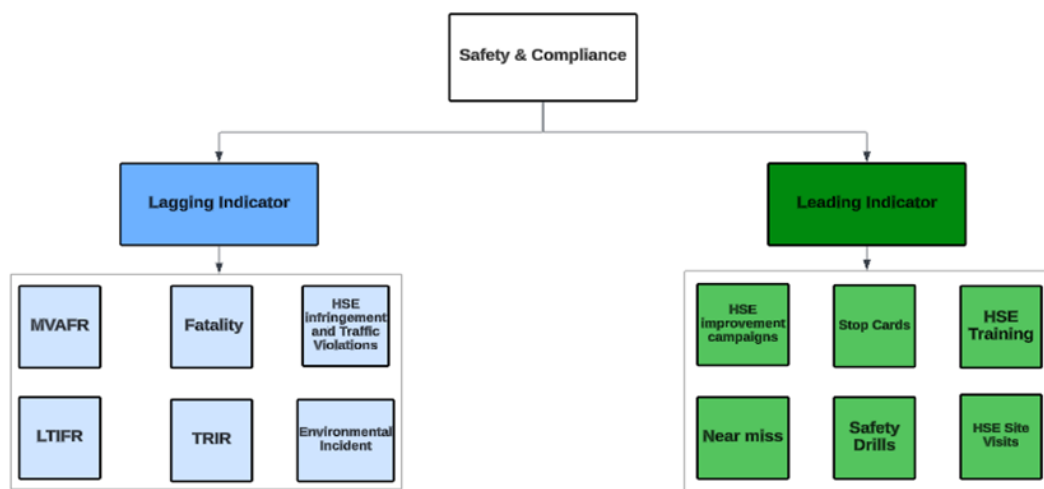 Safety & Compliance
Lagging Indicator
Leading Indicator
MVAFR
Fatality
HSE
infringement
and Traffic
Violations
LTIFR
TRIR
Environmental
Incident
HSE
improvement
campaigns
Stop Cards
HSE
Training
Near miss
Safety
Drills
HSE Site
Visits